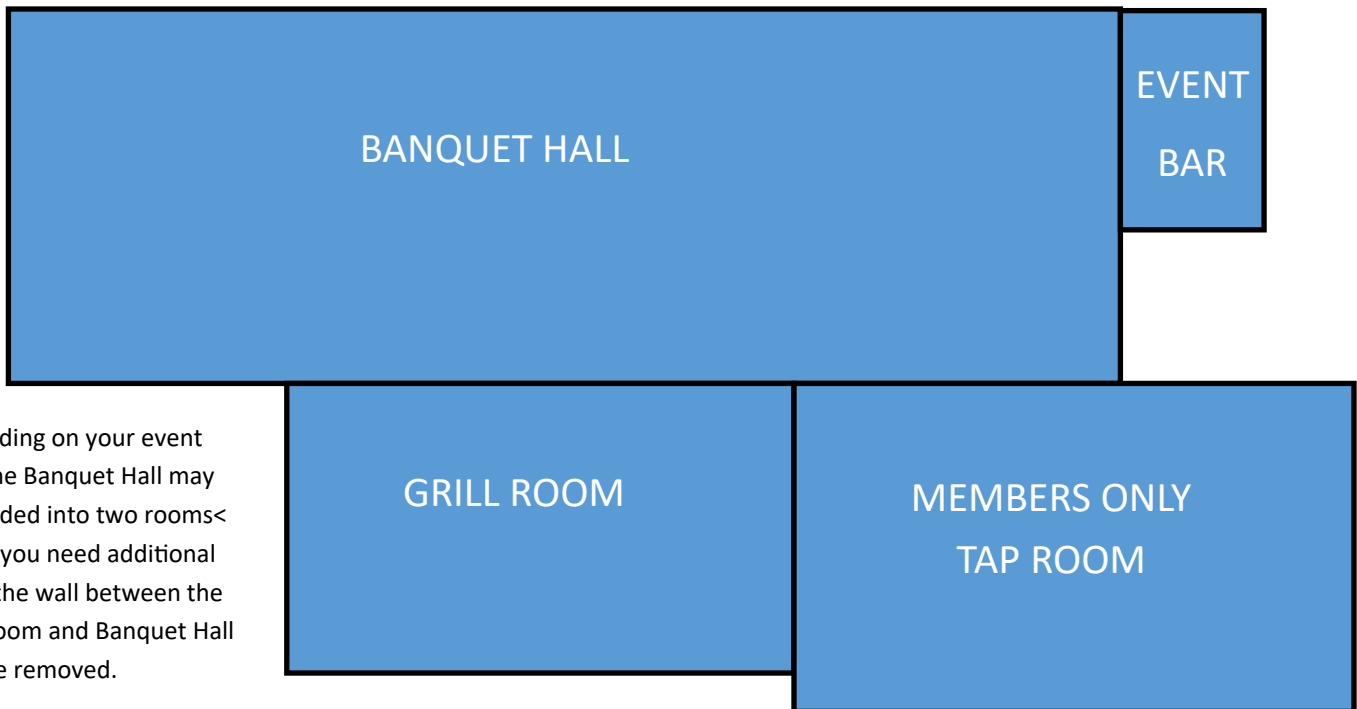 BANQUET HALL
EVENT
BAR
GRILL ROOM
MEMBERS ONLY
TAP ROOM
ding on your event
he Banquet Hall may
ded into two rooms<
you need additional
the wall between the
oom and Banquet Hall
e removed.